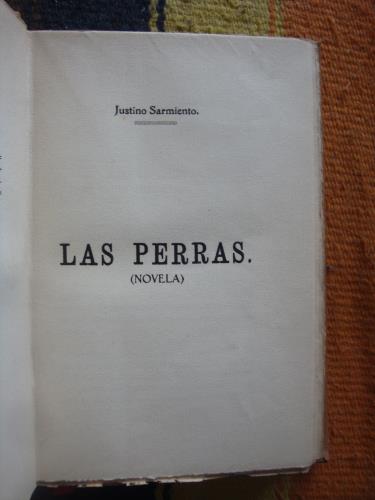 Justino Sarmiento.
LAS PERRAS.
(NOVELA)